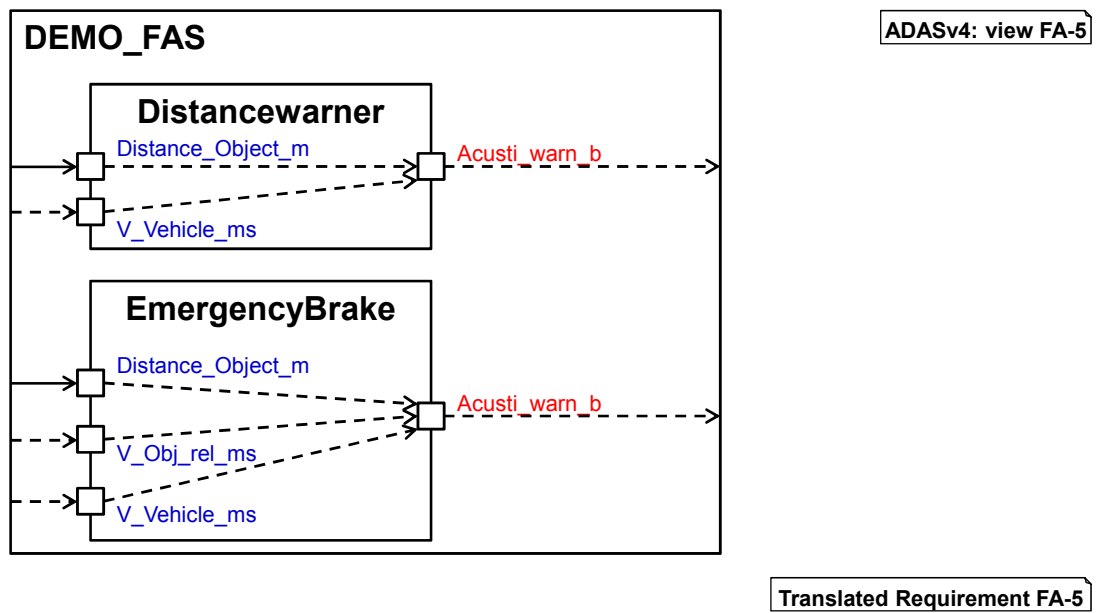 DEMO_FAS
ADASv4: view FA-5
Distancewarner
Distance_Object_m
Acusti_warn_b
V_Vehicle_ms
EmergencyBrake
Distance_Object_m
Acusti_warn_b
V_Obj_rel_ms
V_Vehicle_ms
Translated Requirement FA-5